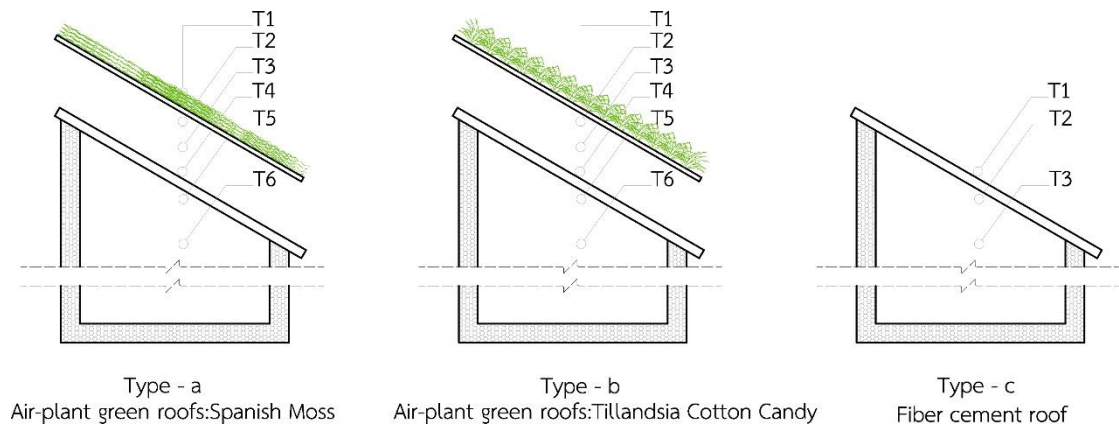 T1
T2
T3
T4
T5
T6
T1
T2
T3
T4
T5
T6
T1
T2
T3
Type - a
Air-plant green roofs:Spanish Moss
Type - b
Air-plant green roofs:Tillandsia Cotton Candy
Type - c
Fiber cement roof